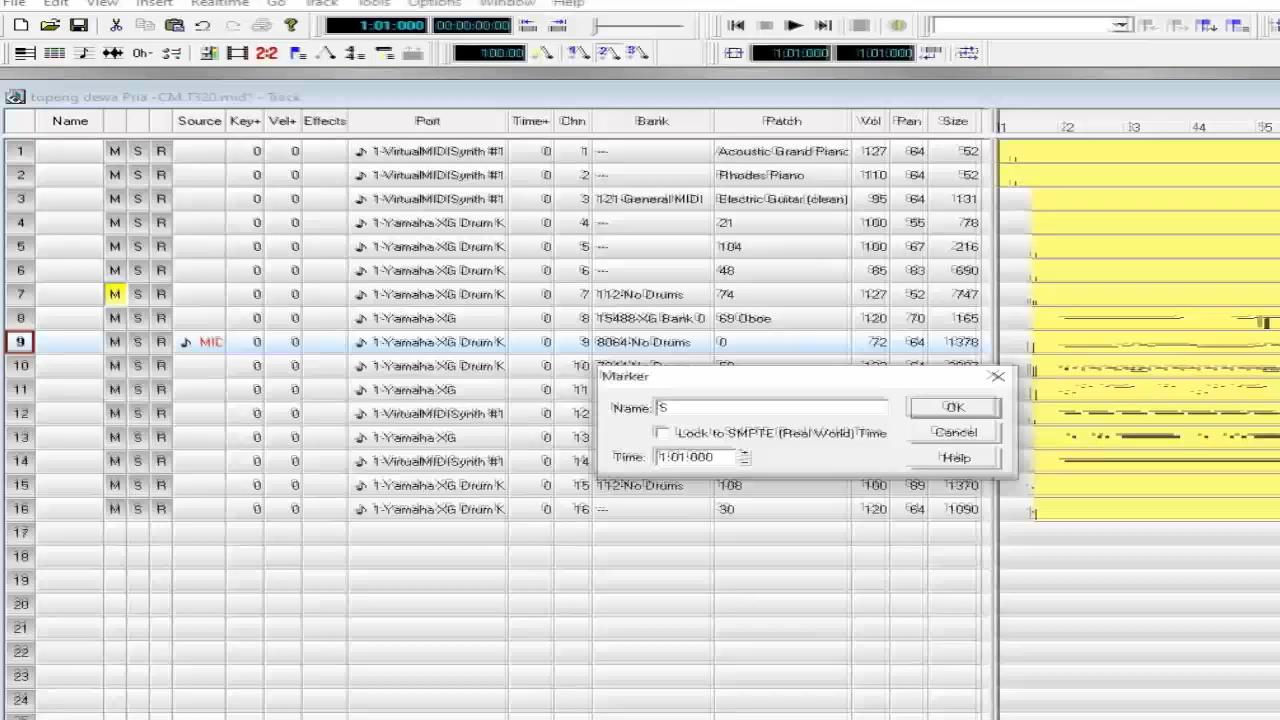 File Edit View Insert Realtime Go Track Tools Options Window Help
1:01:000 00:00:00:00
2:2 100.00 1:01:000 1:01:000
topeng dewa Pria -CM T320.mid* - Track
Name Source Key+ Vel+ Effects Port Time+ Chn Bank Patch Vol Pan Size 1 2 3 4 5
1 M S R 0 0 1-VirtualMIDISynth #1 0 1 --- Acoustic Grand Piano 127 64 52
2 M S R 0 0 1-VirtualMIDISynth #1 0 2 --- Rhodes Piano 110 64 52
3 M S R 0 0 1-VirtualMIDISynth #1 0 3 121-General MIDI Electric Guitar (clean) 95 64 1131
4 M S R 0 0 1-Yamaha XG Drum K 0 4 --- 21 100 55 78
5 M S R 0 0 1-Yamaha XG Drum K 0 5 --- 104 100 67 216
6 M S R 0 0 1-Yamaha XG Drum K 0 6 --- 48 85 83 690
7 M S R 0 0 1-Yamaha XG Drum K 0 7 112-No Drums 74 127 52 747
8 M S R 0 0 1-Yamaha XG 0 8 15488-XG Bank 0 69 Oboe 120 70 165
9 M S R MID 0 0 1-Yamaha XG Drum K 0 9 8064-No Drums 0 72 64 1378
10 M S R 0 0 1-Yamaha XG Drum K 0 10
11 M S R 0 0 1-Yamaha XG 0 11
12 M S R 0 0 1-VirtualMIDISynth #1 0 12
13 M S R 0 0 1-Yamaha XG 0 13
14 M S R 0 0 1-VirtualMIDISynth #1 0 14
15 M S R 0 0 1-Yamaha XG Drum K 0 15 112-No Drums 108 100 89 1370
16 M S R 0 0 1-Yamaha XG Drum K 0 16 --- 30 120 64 1090
17
18
19
20
21
22
23
24
Marker
Name: S OK
Lock to SMPTE (Real World) Time Cancel
Time: 1:01:000 Help